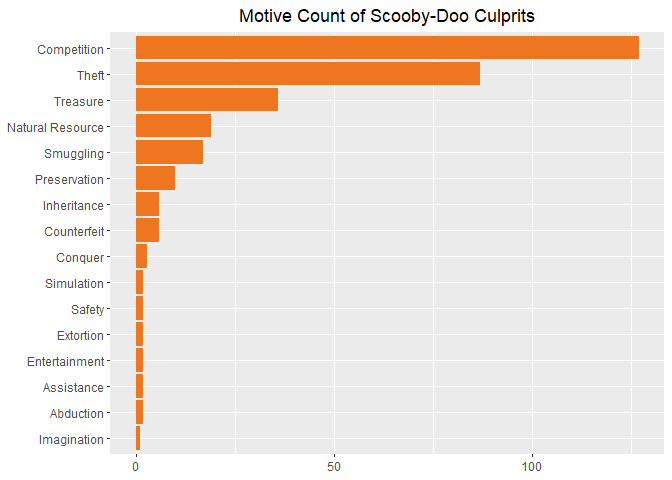 Motive Count of Scooby-Doo Culprits
Competition
Theft
Treasure
Natural Resource
Smuggling
Preservation
Inheritance
Counterfeit
Conquer
Simulation
Safety
Extortion
Entertainment
Assistance
Abduction
Imagination
0 50 100